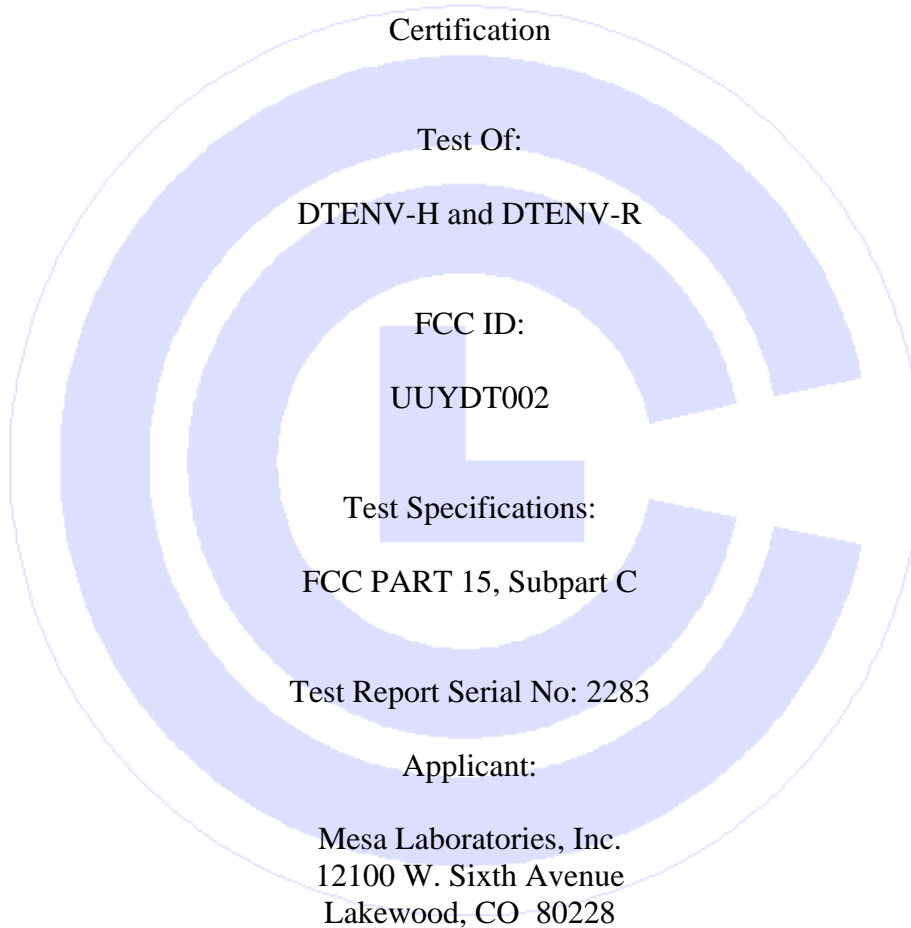 Certification
Test Of:
DTENV-H and DTENV-R
FCC ID:
UUYDT002
Test Specifications:
FCC PART 15, Subpart C
Test Report Serial No: 2283
Applicant:
Mesa Laboratories, Inc.
12100 W. Sixth Avenue
Lakewood, CO  80228